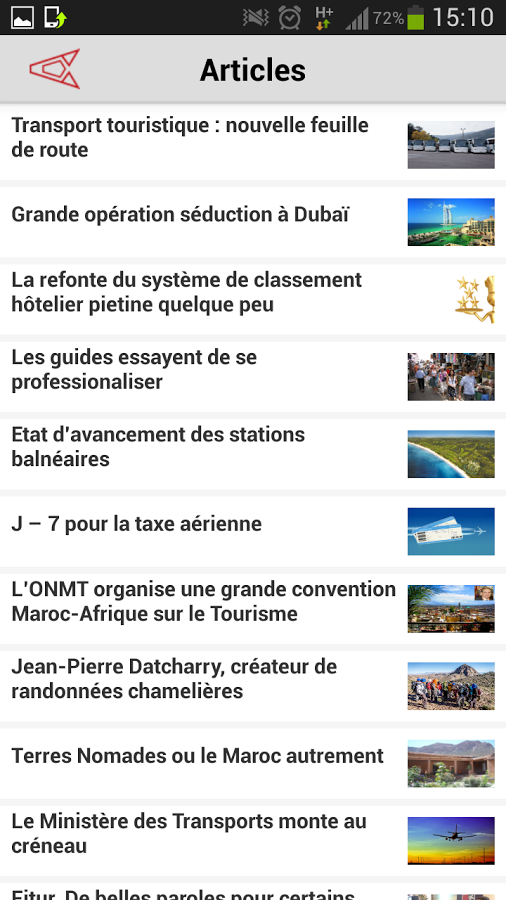 H+
72%
15:10
Articles
Transport touristique : nouvelle feuille
de route
Grande opération séduction à Dubaï
La refonte du système de classement
hôtelier pietine quelque peu
Les guides essayent de se
professionaliser
Etat d'avancement des stations
balnéaires
J – 7 pour la taxe aérienne
L'ONMT organise une grande convention
Maroc-Afrique sur le Tourisme
Jean-Pierre Datcharry, créateur de
randonnées chamelières
Terres Nomades ou le Maroc autrement
Le Ministère des Transports monte au
créneau
Fitur. De belles paroles pour certains